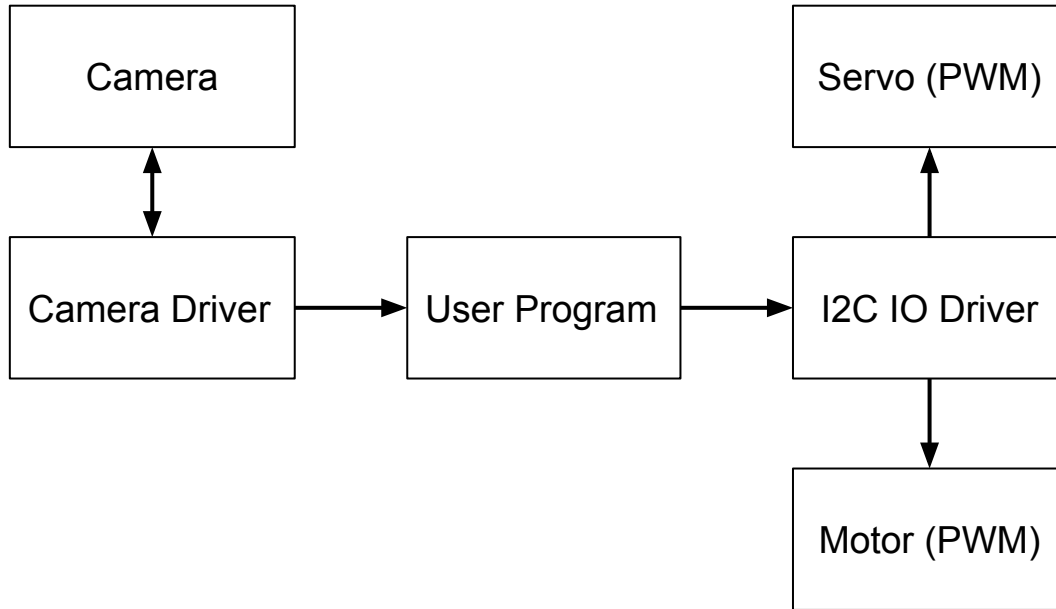 Camera
Servo (PWM)
Camera Driver
User Program
I2C IO Driver
Motor (PWM)